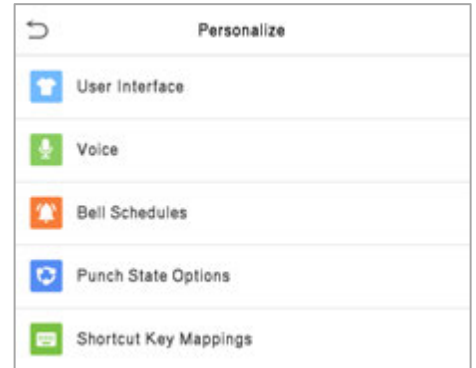 Personalize
User Interface
Voice
Bell Schedules
Punch State Options
Shortcut Key Mappings